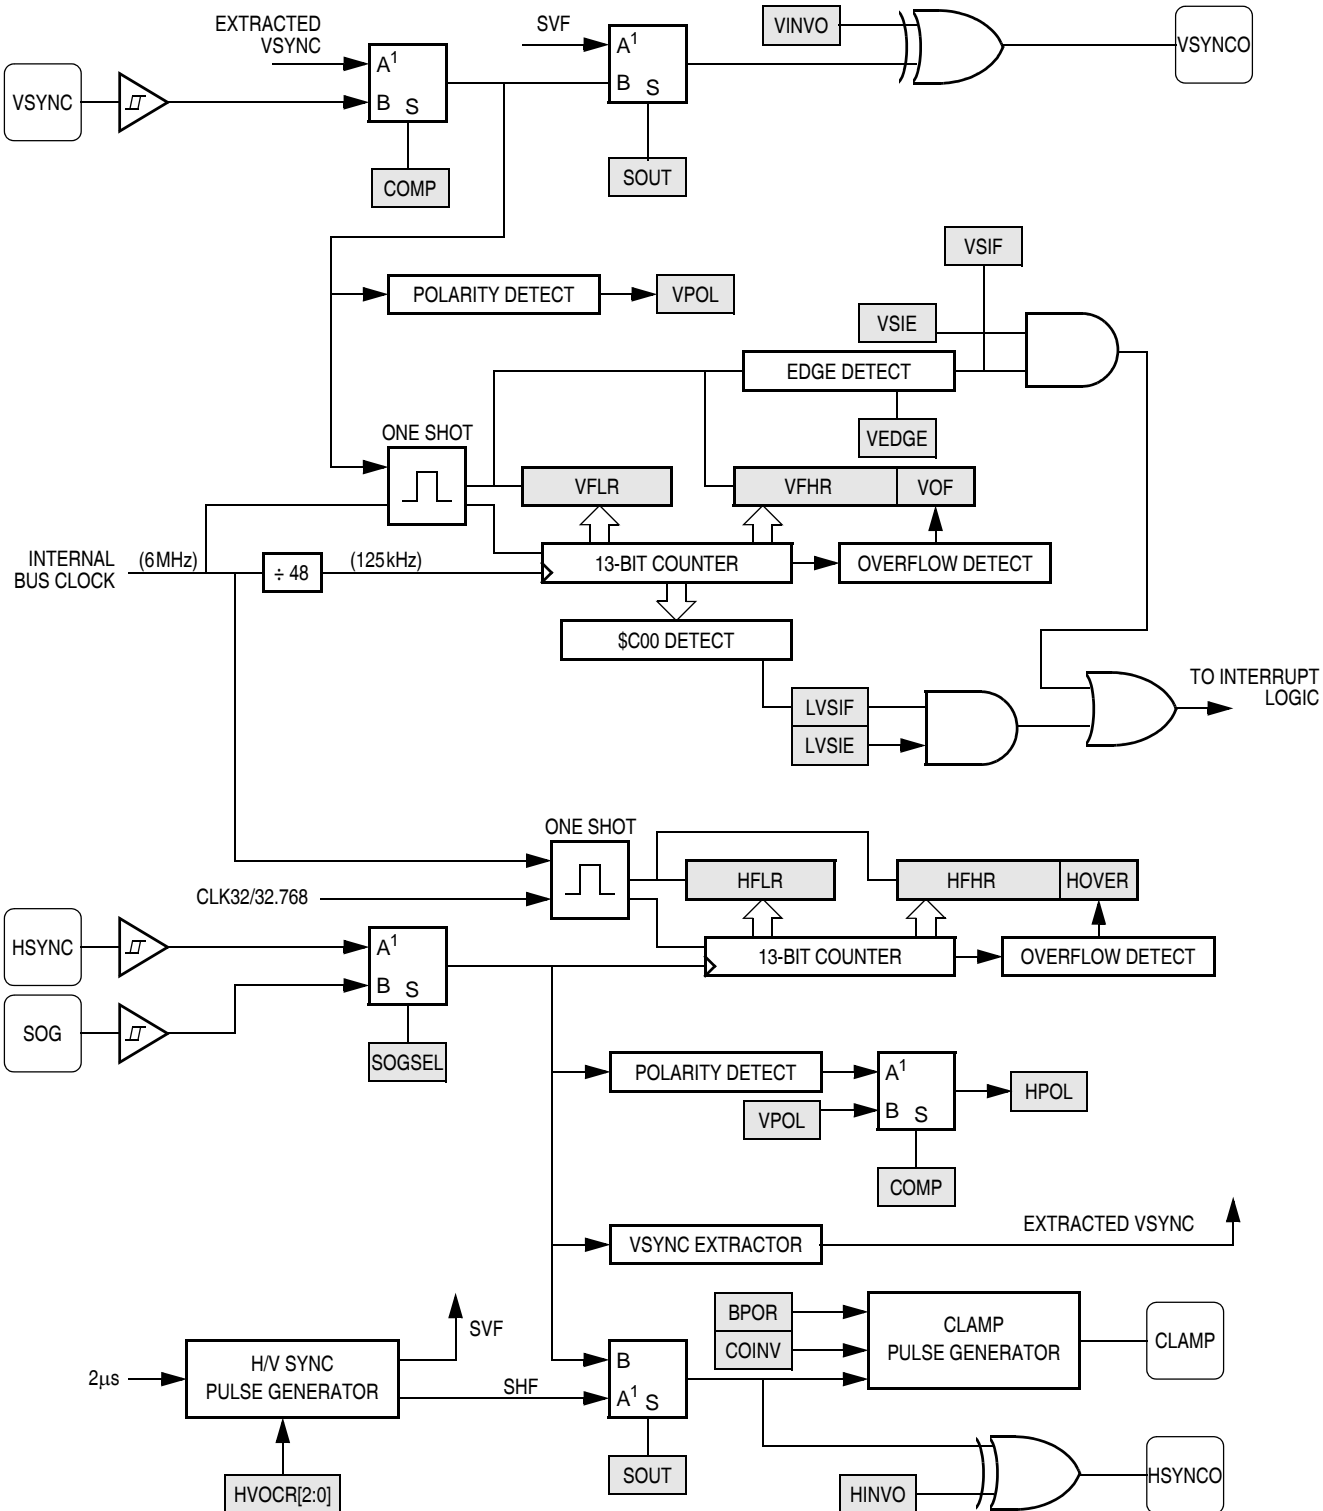 EXTRACTED
VSYNC
SVF
VINVO
VSYNCO
A1
B S
VSYNC
A1
B S
COMP
SOUT
VSIF
POLARITY DETECT
VPOL
VSIE
EDGE DETECT
VEDGE
ONE SHOT
VFLR
VFHR
VOF
INTERNAL
BUS CLOCK
(6MHz)
÷ 48
(125kHz)
13-BIT COUNTER
OVERFLOW DETECT
$C00 DETECT
LVSIF
LVSIE
TO INTERRUPT
LOGIC
ONE SHOT
CLK32/32.768
HFLR
HFHR
HOVER
HSYNC
A1
B S
13-BIT COUNTER
OVERFLOW DETECT
SOG
SOGSEL
POLARITY DETECT
A1
B S
HPOL
VPOL
COMP
VSYNC EXTRACTOR
EXTRACTED VSYNC
SVF
BPOR
COINV
CLAMP
PULSE GENERATOR
CLAMP
2µs
H/V SYNC
PULSE GENERATOR
SHF
B
A1 S
SOUT
HVOCR[2:0]
HINVO
HSYNCO